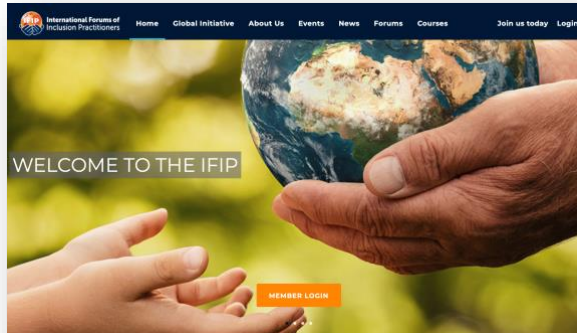 IFIP
International Forums of
Inclusion Practitioners
Home Global Initiative About Us Events News Forums Courses Join us today Login
WELCOME TO THE IFIP
MEMBER LOGIN